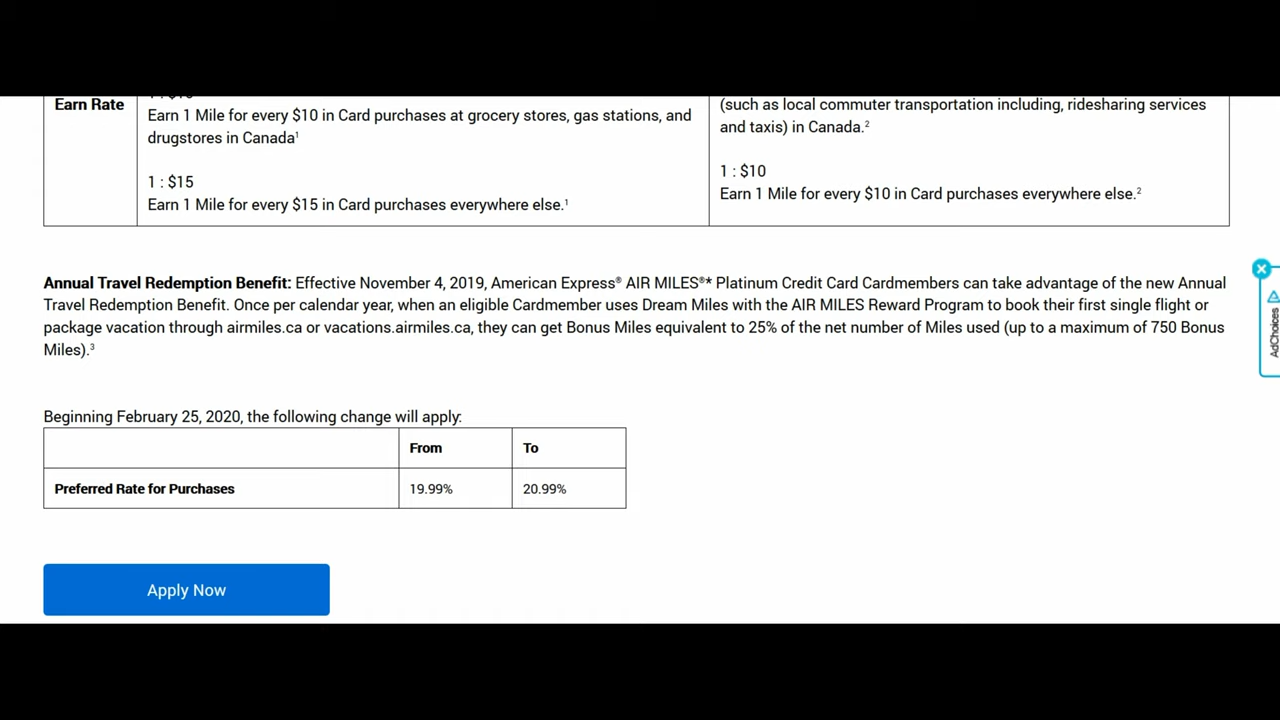 Earn Rate
Earn 1 Mile for every $10 in Card purchases at grocery stores, gas stations, and
drugstores in Canada¹
1 : $15
Earn 1 Mile for every $15 in Card purchases everywhere else.¹
(such as local commuter transportation including, ridesharing services
and taxis) in Canada.²
1 : $10
Earn 1 Mile for every $10 in Card purchases everywhere else.²
Annual Travel Redemption Benefit: Effective November 4, 2019, American Express® AIR MILES®* Platinum Credit Card Cardmembers can take advantage of the new Annual
Travel Redemption Benefit. Once per calendar year, when an eligible Cardmember uses Dream Miles with the AIR MILES Reward Program to book their first single flight or
package vacation through airmiles.ca or vacations.airmiles.ca, they can get Bonus Miles equivalent to 25% of the net number of Miles used (up to a maximum of 750 Bonus
Miles).³
Beginning February 25, 2020, the following change will apply:
From To
Preferred Rate for Purchases 19.99% 20.99%
Apply Now
AdChoices